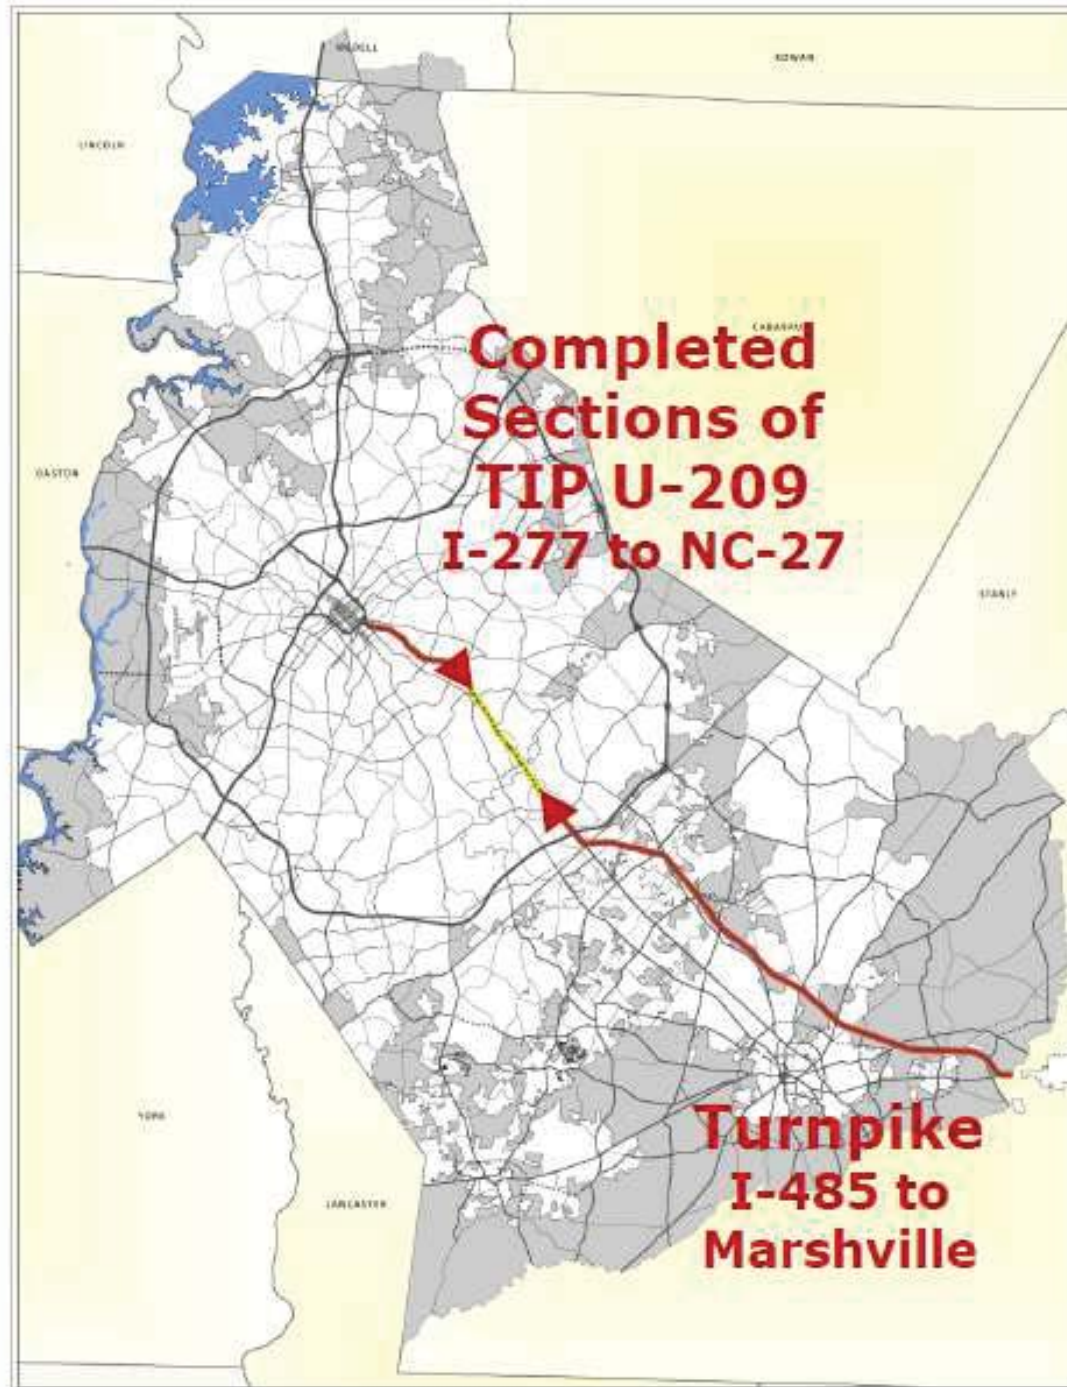 IREDELL
ROWAN
LINCOLN
CABARRUS
Completed
Sections of
TIP U-209
I-277 to NC-27
GASTON
STANLY
Turnpike
I-485 to
Marshville
YORK
LANCASTER